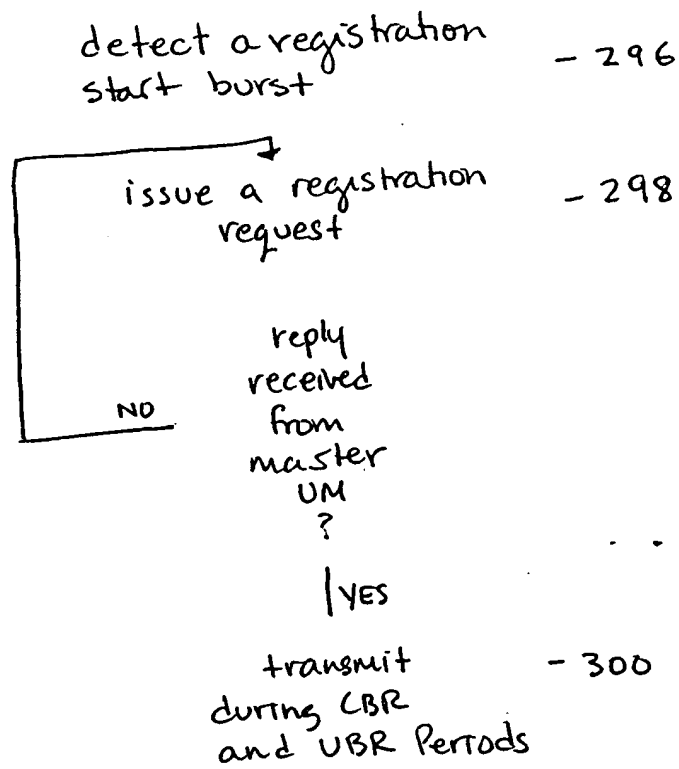 detect a registration
start burst - 296
issue a registration - 298
request
reply
received
from
NO
master
UM
?
YES
transmit - 300
during CBR
and UBR Periods